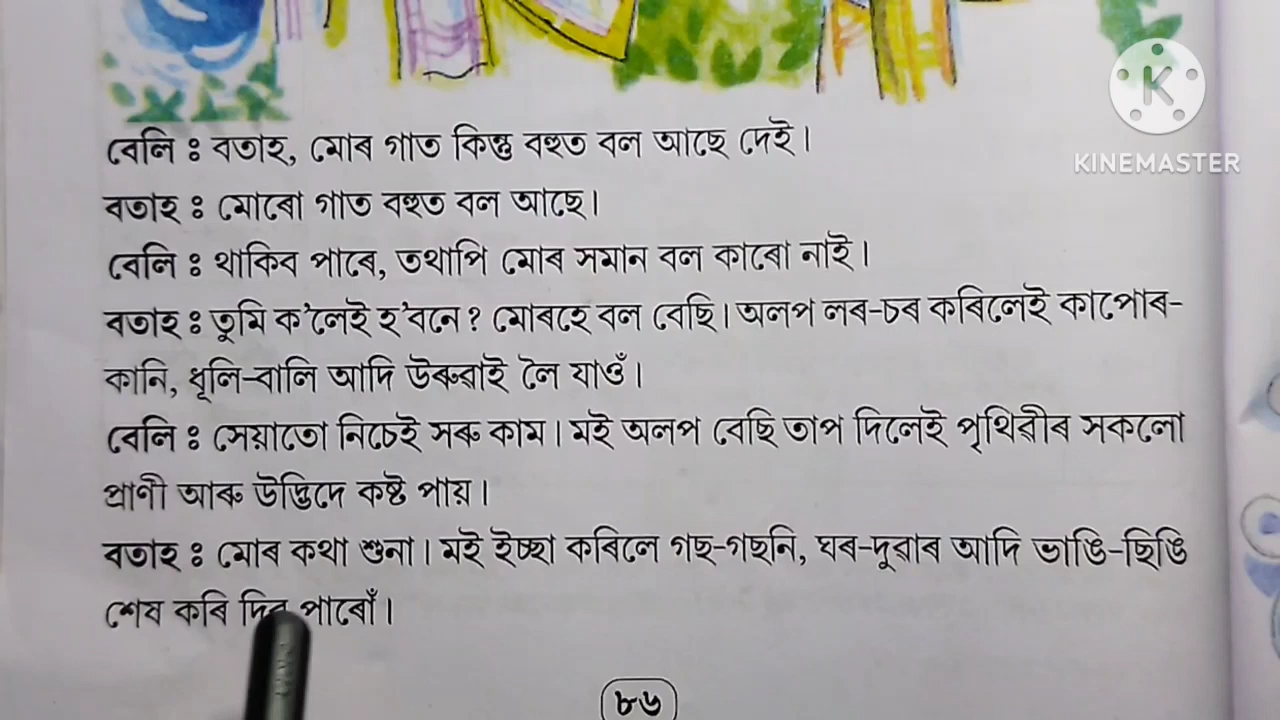 KINEMASTER
বেলি ঃ বতাহ, মোৰ গাত কিন্তু বহুত বল আছে দেই।
বতাহ ঃ মোৰো গাত বহুত বল আছে।
বেলি ঃ থাকিব পাৰে, তথাপি মোৰ সমান বল কাৰো নাই।
বতাহ ঃ তুমি ক'লেই হ'বনে? মোৰহে বল বেছি। অলপ লৰ-চৰ কৰিলেই কাপোৰ-
কানি, ধূলি-বালি আদি উৰুৱাই লৈ যাওঁ।
বেলি ঃ সেয়াতো নিচেই সৰু কাম। মই অলপ বেছি তাপ দিলেই পৃথিৱীৰ সকলো
প্ৰাণী আৰু উদ্ভিদে কষ্ট পায়।
বতাহ ঃ মোৰ কথা শুনা। মই ইচ্ছা কৰিলে গছ-গছনি, ঘৰ-দুৱাৰ আদি ভাঙি-ছিঙি
শেষ কৰি দিব পাৰোঁ।
৮৬